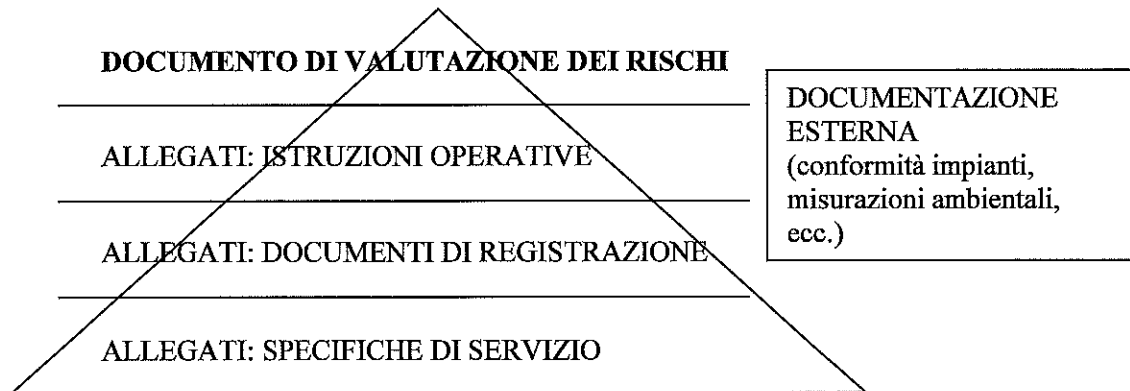 DOCUMENTO DI VALUTAZIONE DEI RISCHI
ALLEGATI: ISTRUZIONI OPERATIVE
ALLEGATI: DOCUMENTI DI REGISTRAZIONE
ALLEGATI: SPECIFICHE DI SERVIZIO
DOCUMENTAZIONE
ESTERNA
(conformità impianti,
misurazioni ambientali,
ecc.)